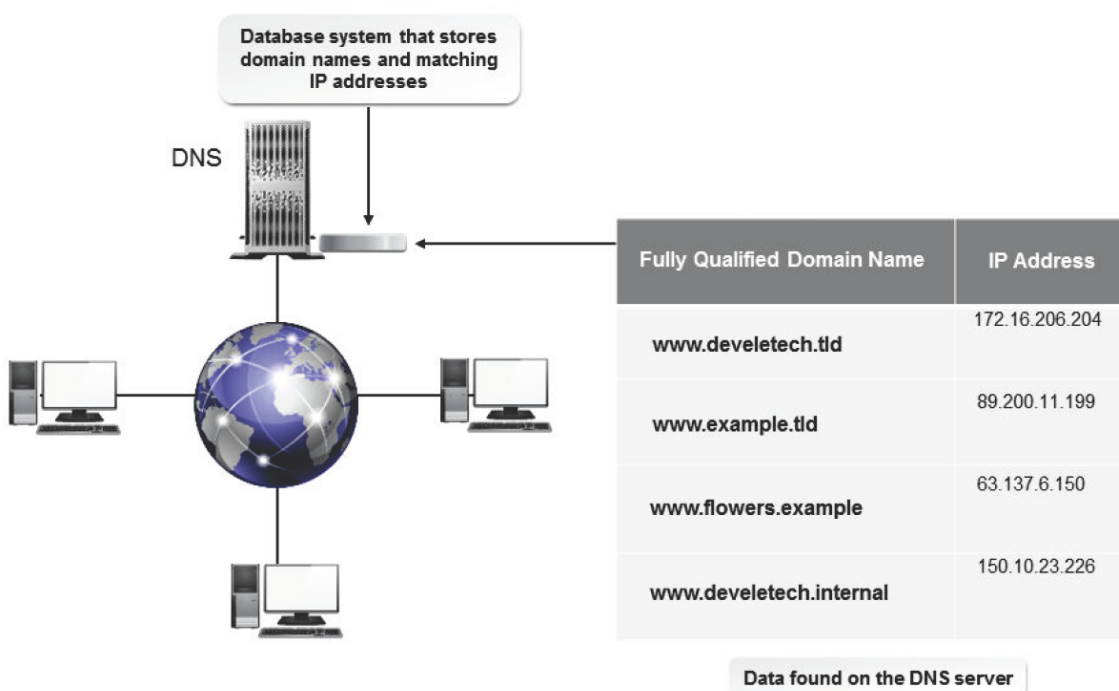 Database system that stores
domain names and matching
IP addresses
DNS
Fully Qualified Domain Name
IP Address
www.develetech.tld
172.16.206.204
www.example.tld
89.200.11.199
www.flowers.example
63.137.6.150
www.develetech.internal
150.10.23.226
Data found on the DNS server